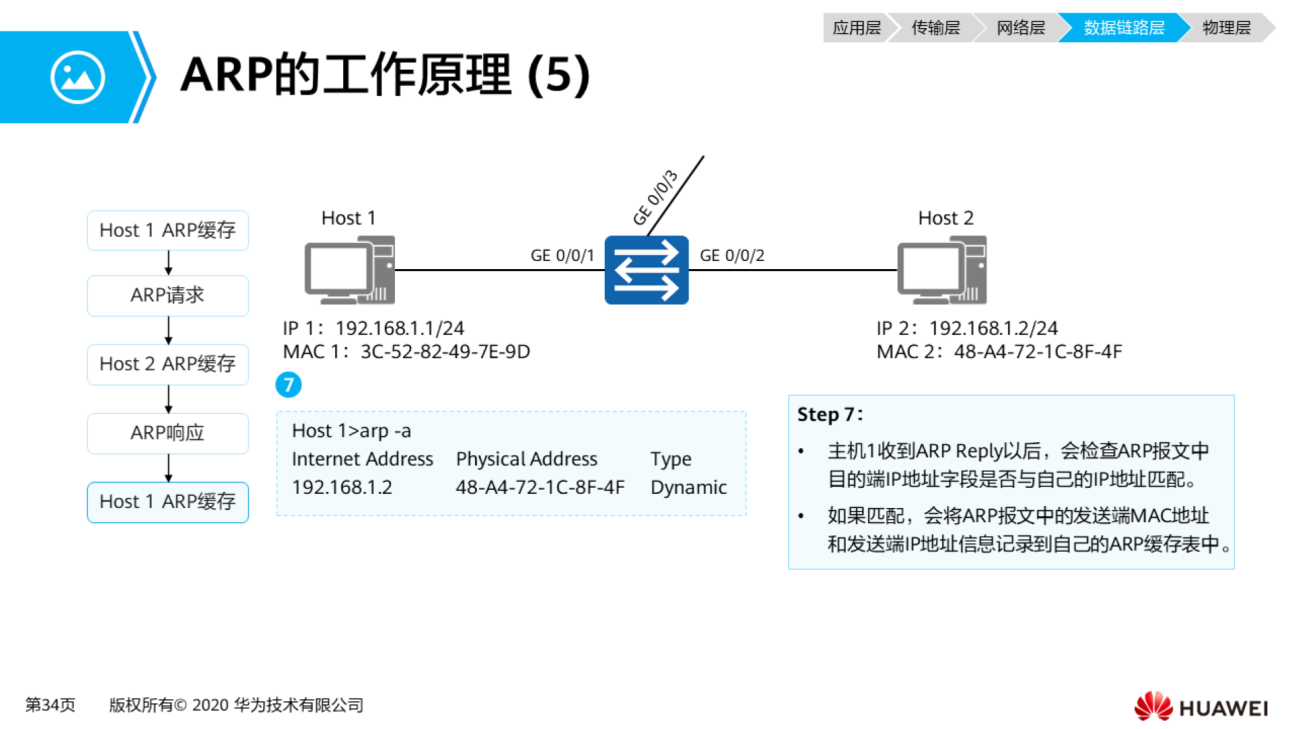 应用层 传输层 网络层 数据链路层 物理层
ARP的工作原理 (5)
Host 1 ARP缓存
ARP请求
Host 2 ARP缓存
ARP响应
Host 1 ARP缓存
GE 0/0/3
Host 1
Host 2
GE 0/0/1
GE 0/0/2
IP 1：192.168.1.1/24
MAC 1：3C-52-82-49-7E-9D
IP 2：192.168.1.2/24
MAC 2：48-A4-72-1C-8F-4F
7
Host 1>arp -a
Internet Address Physical Address Type
192.168.1.2 48-A4-72-1C-8F-4F Dynamic
Step 7：
• 主机1收到ARP Reply以后，会检查ARP报文中
目的端IP地址字段是否与自己的IP地址匹配。
• 如果匹配，会将ARP报文中的发送端MAC地址
和发送端IP地址信息记录到自己的ARP缓存表中。
第34页 版权所有© 2020 华为技术有限公司
HUAWEI